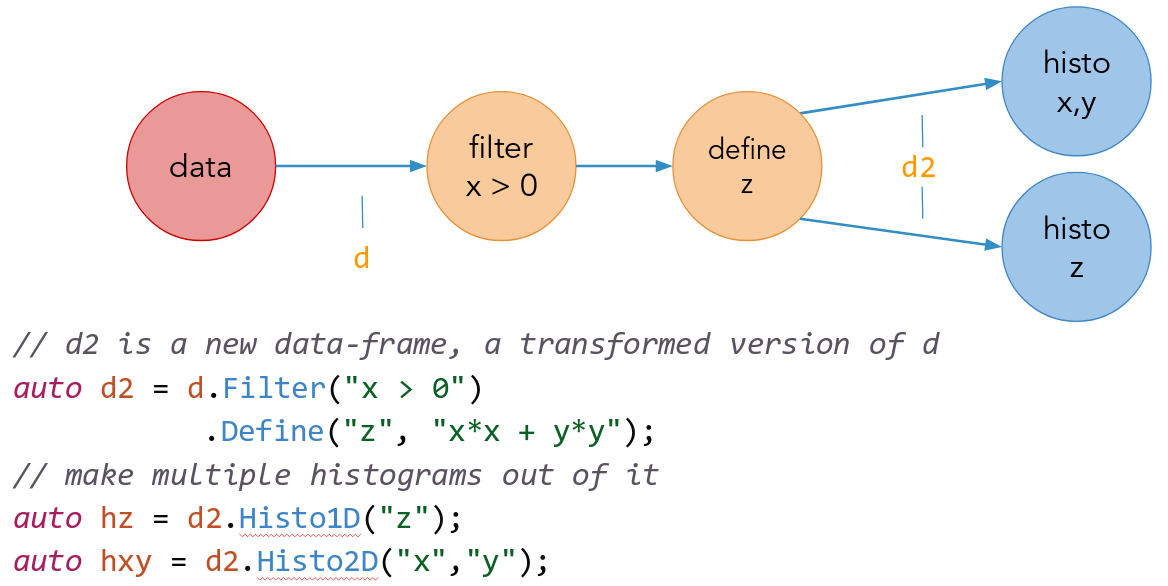 data
filter
x > 0
define
z
histo
x,y
histo
z
d
d2
// d2 is a new data-frame, a transformed version of d
auto d2 = d.Filter("x > 0")
.Define("z", "x*x + y*y");
// make multiple histograms out of it
auto hz = d2.Histo1D("z");
auto hxy = d2.Histo2D("x","y");